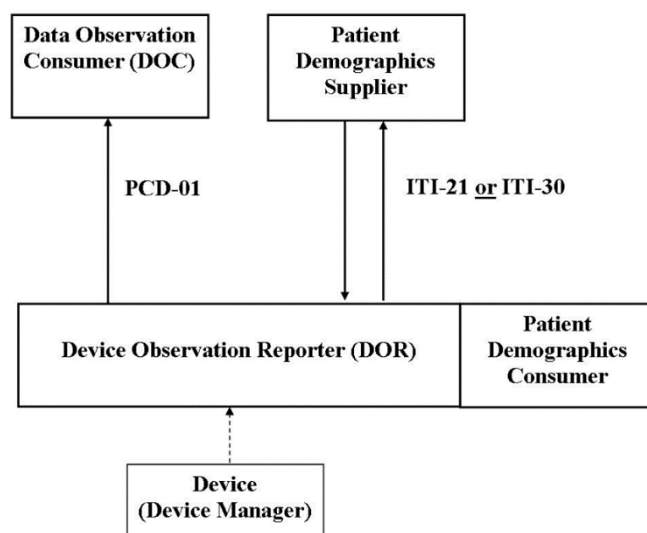 Data Observation
Consumer (DOC)
Patient
Demographics
Supplier
PCD-01
ITI-21 or ITI-30
Device Observation Reporter (DOR)
Patient
Demographics
Consumer
Device
(Device Manager)